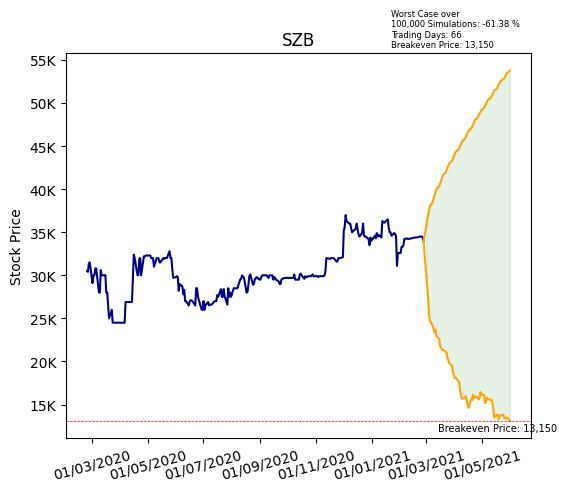 Worst Case over
100,000 Simulations: -61.38 %
Trading Days: 66
Breakeven Price: 13,150
SZB
55K
50K
45K
40K
35K
30K
25K
20K
15K
Stock Price
Breakeven Price: 13,150
01/03/2020 01/05/2020 01/07/2020 01/09/2020 01/11/2020 01/01/2021 01/03/2021 01/05/2021